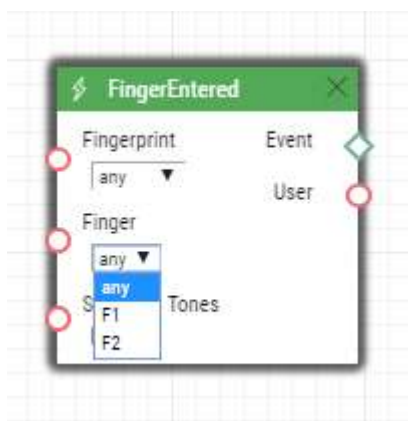 FingerEntered
Fingerprint Event
any
User
Finger
any
any
F1
F2
Tones